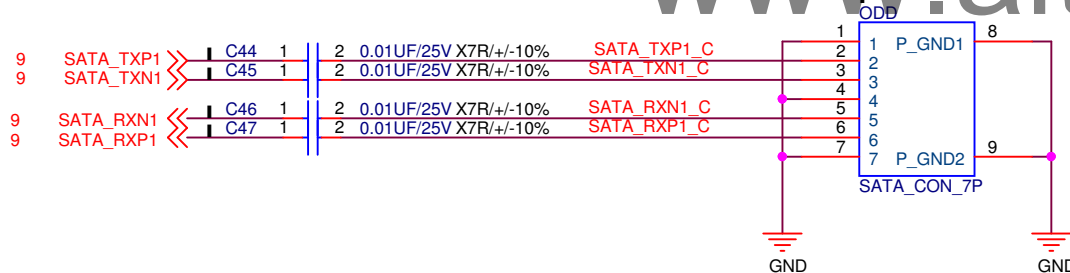 ODD
1 1 P_GND1 8
9 SATA_TXP1 C44 1 2 0.01UF/25V X7R/+/-10% SATA_TXP1_C 2 2
9 SATA_TXN1 C45 1 2 0.01UF/25V X7R/+/-10% SATA_TXN1_C 3 3
4 4
9 SATA_RXN1 C46 1 2 0.01UF/25V X7R/+/-10% SATA_RXN1_C 5 5
9 SATA_RXP1 C47 1 2 0.01UF/25V X7R/+/-10% SATA_RXP1_C 6 6
7 7 P_GND2 9
SATA_CON_7P
GND GND